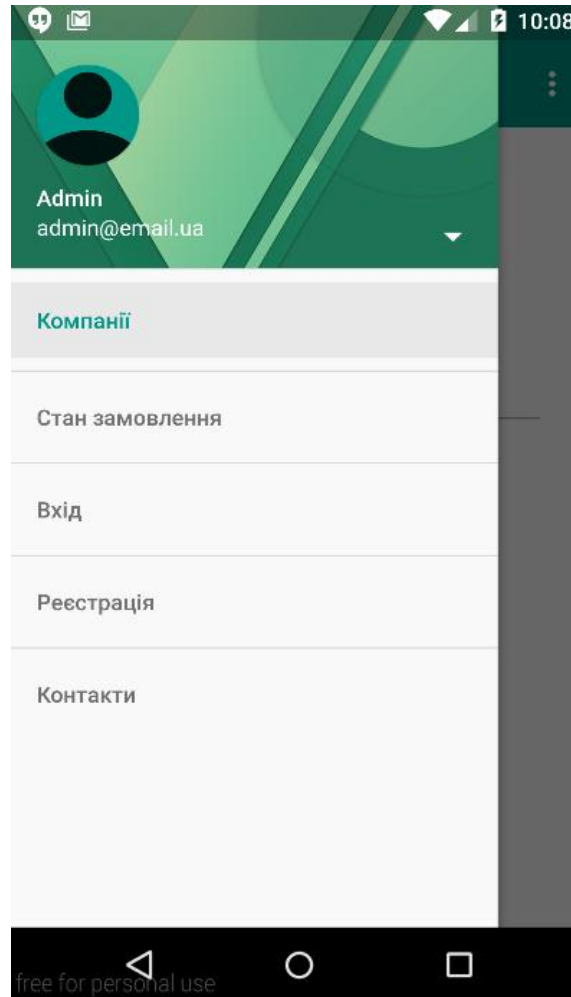 10:08
Admin
admin@email.ua
Компанії
Стан замовлення
Вхід
Реєстрація
Контакти
free for personal use